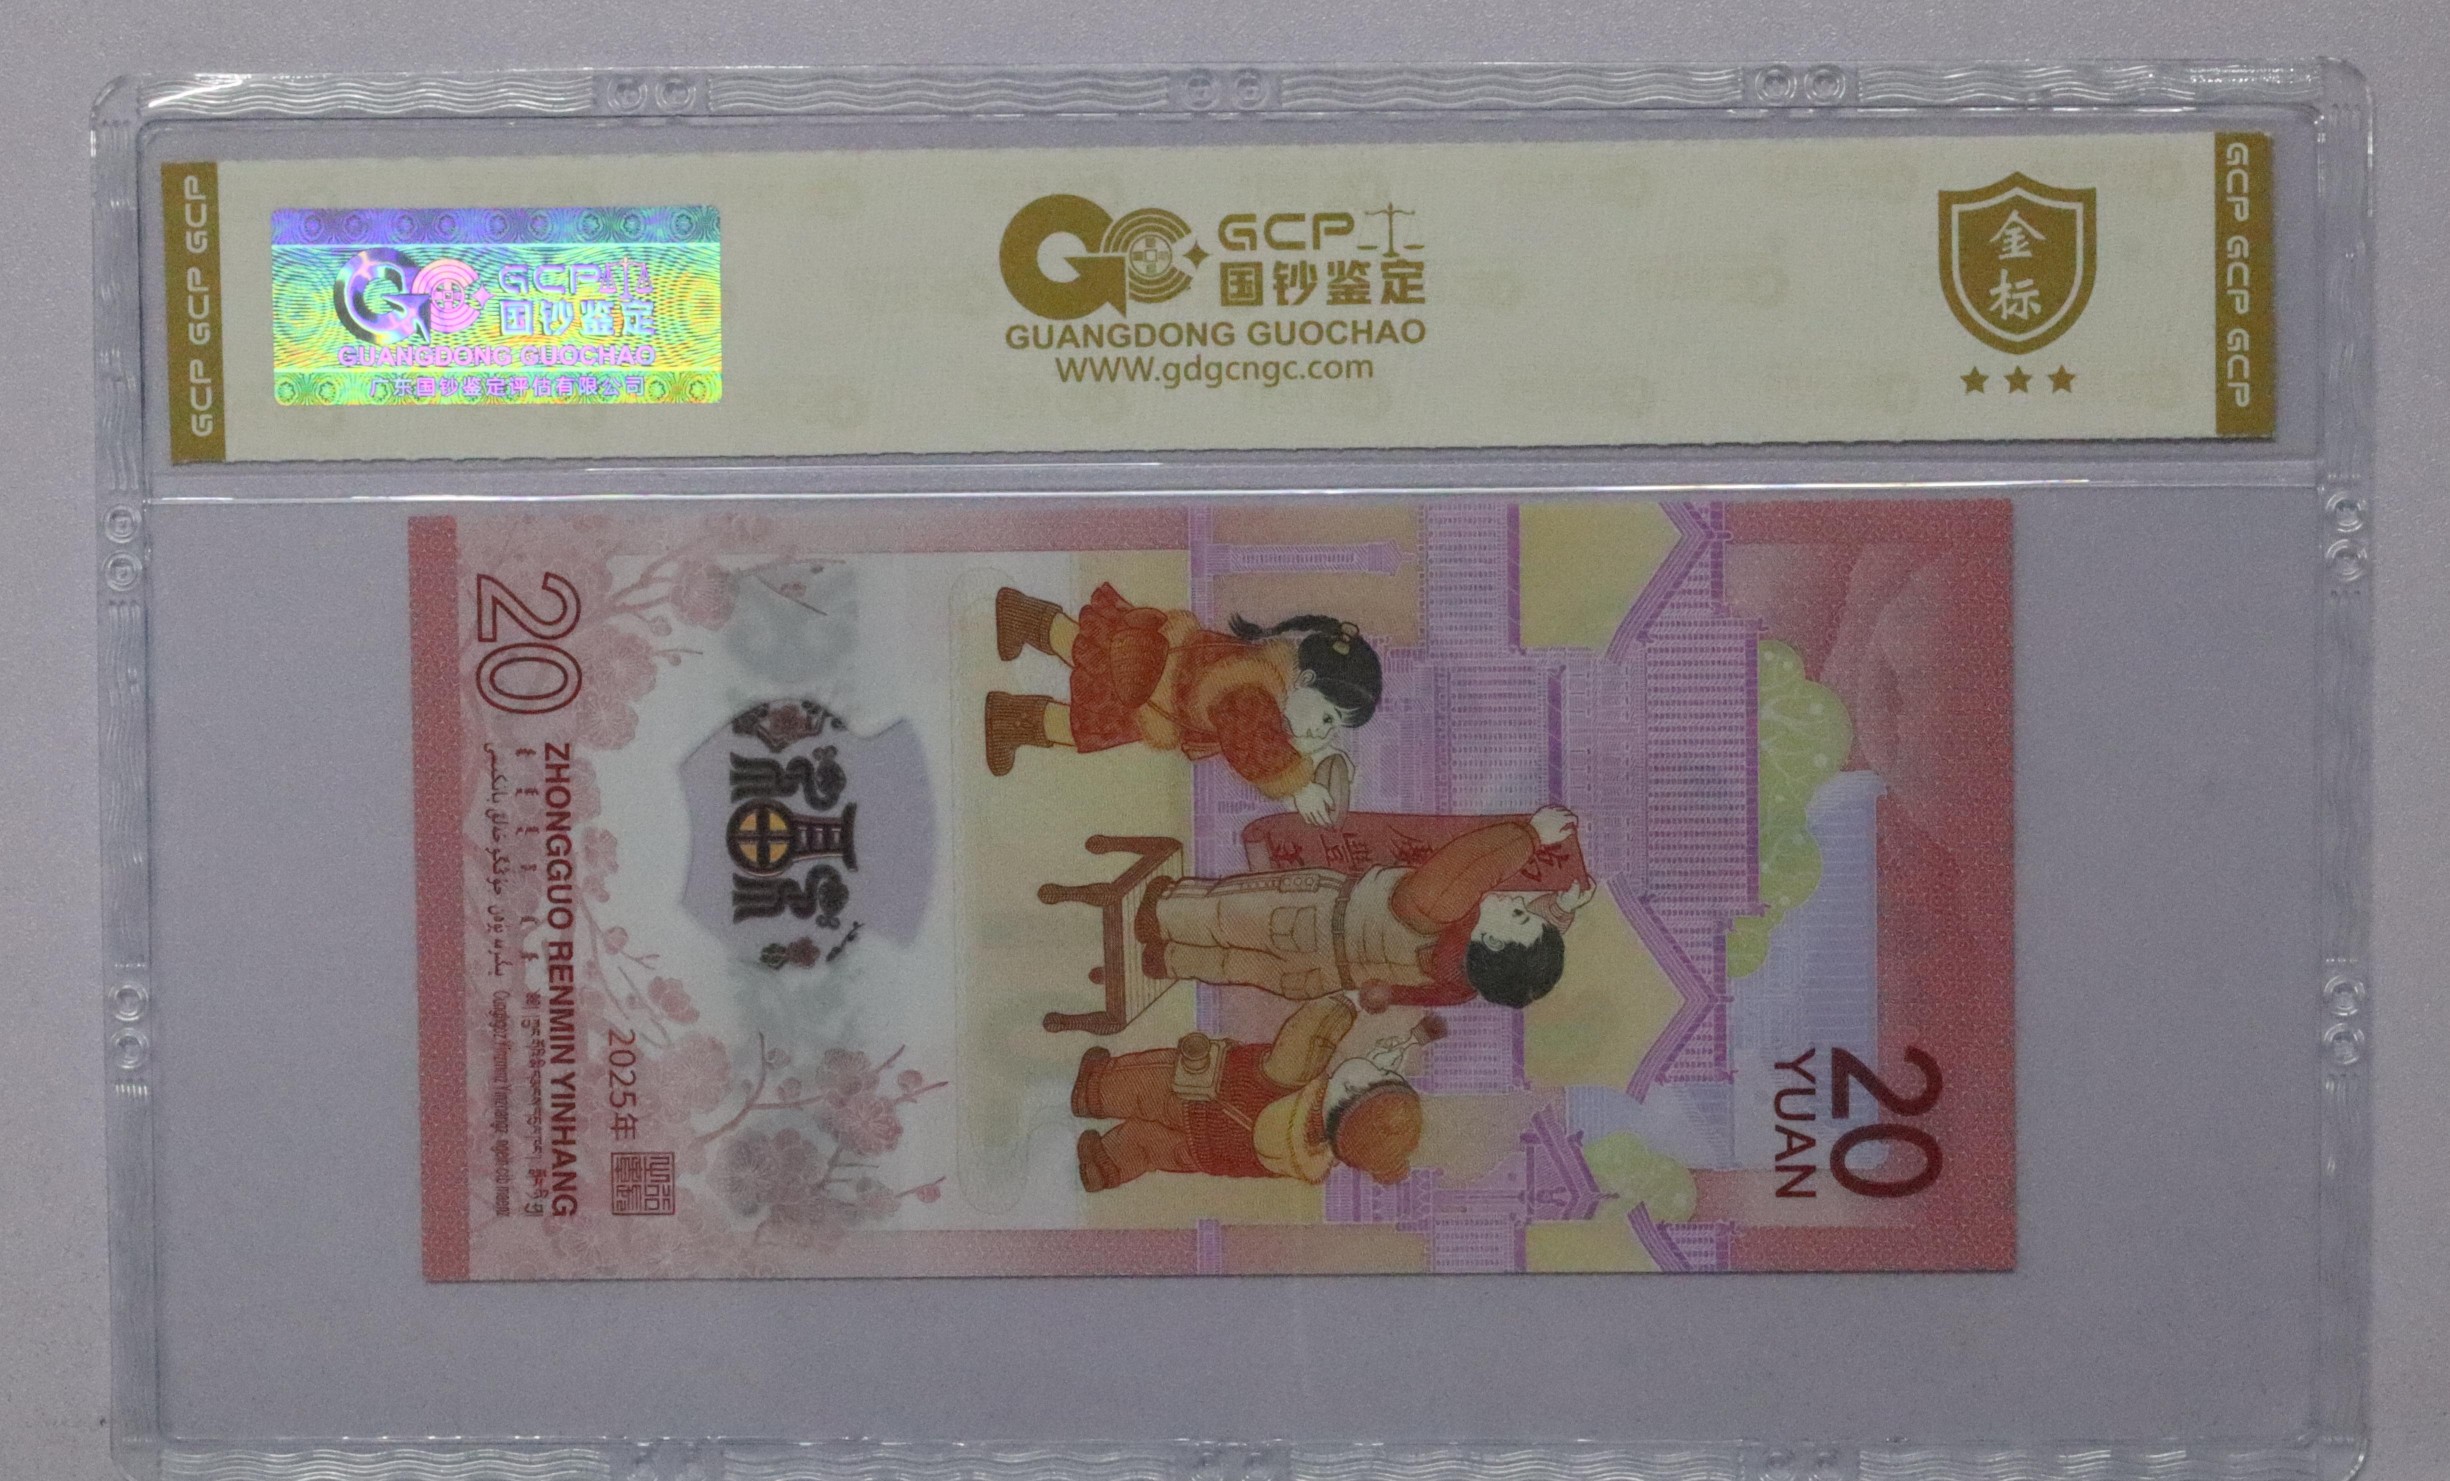 GCP GCP GCP
GCP
国钞鉴定
GUANGDONG GUOCHAO
广东国钞鉴定评估有限公司
GCP
国钞鉴定
GUANGDONG GUOCHAO
WWW.gdgcngc.com
金标
GCP GCP GCP
20
YUAN
2025年
ZHONGGUO RENMIN YINHANG
20